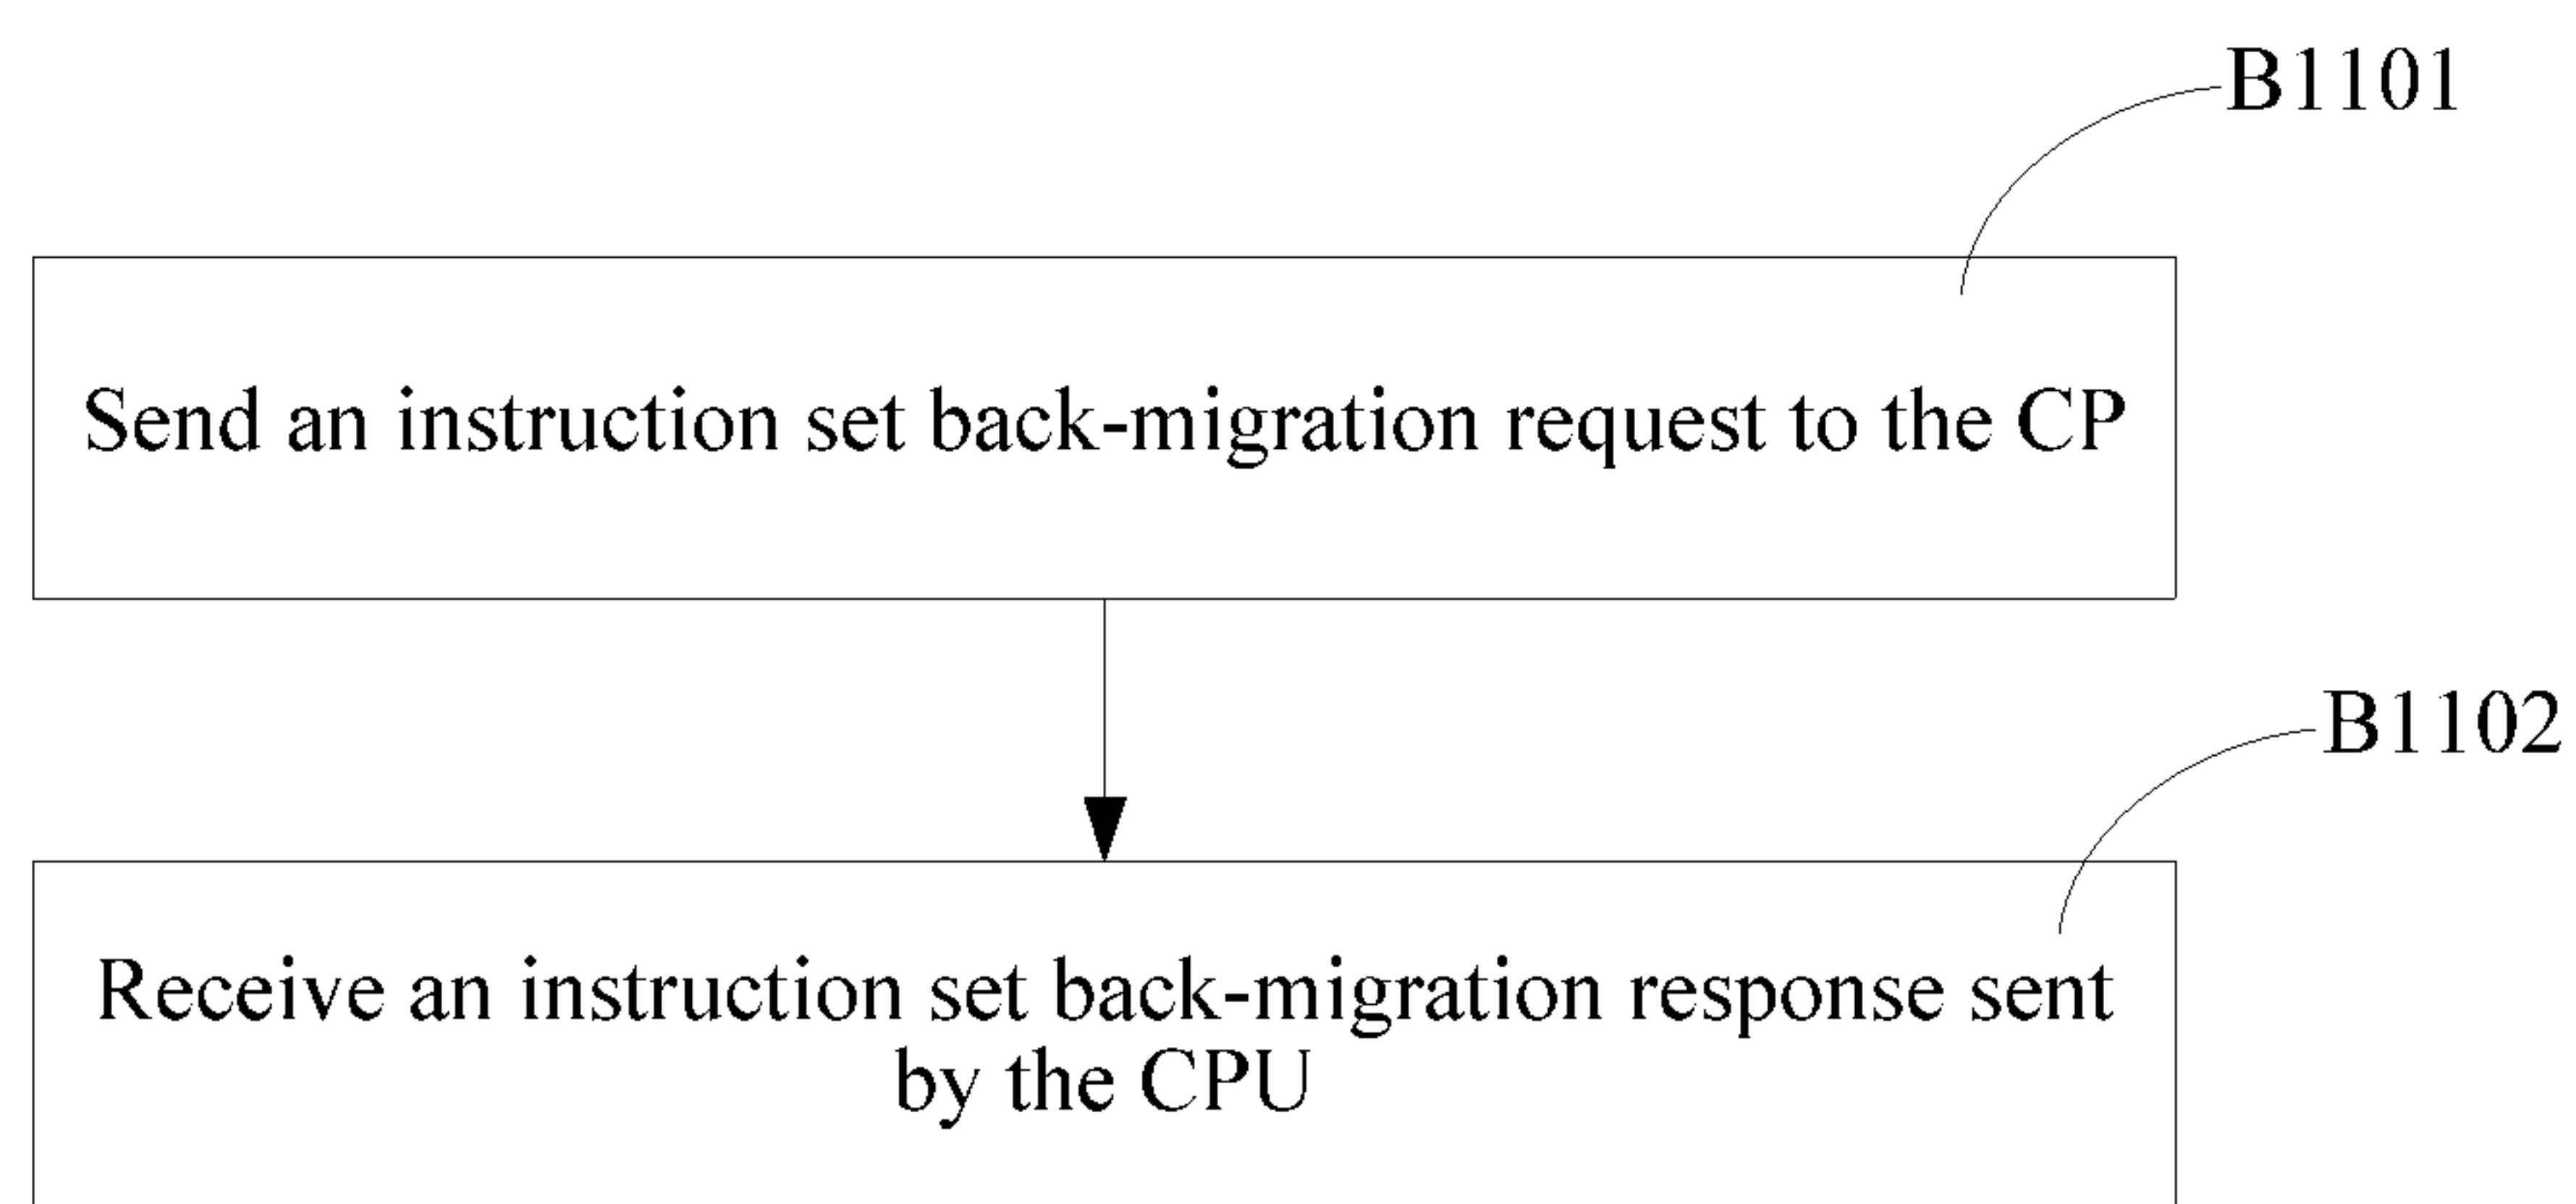 B1101
Send an instruction set back-migration request to the CP
B1102
Receive an instruction set back-migration response sent
by the CPU